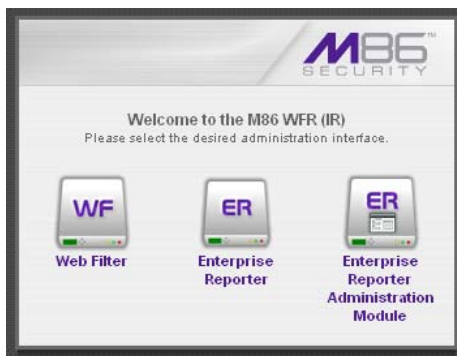 M86™
SECURITY
Welcome to the M86 WFR (IR)
Please select the desired administration interface.
WF
ER
ER
Web Filter
Enterprise
Reporter
Enterprise
Reporter
Administration
Module